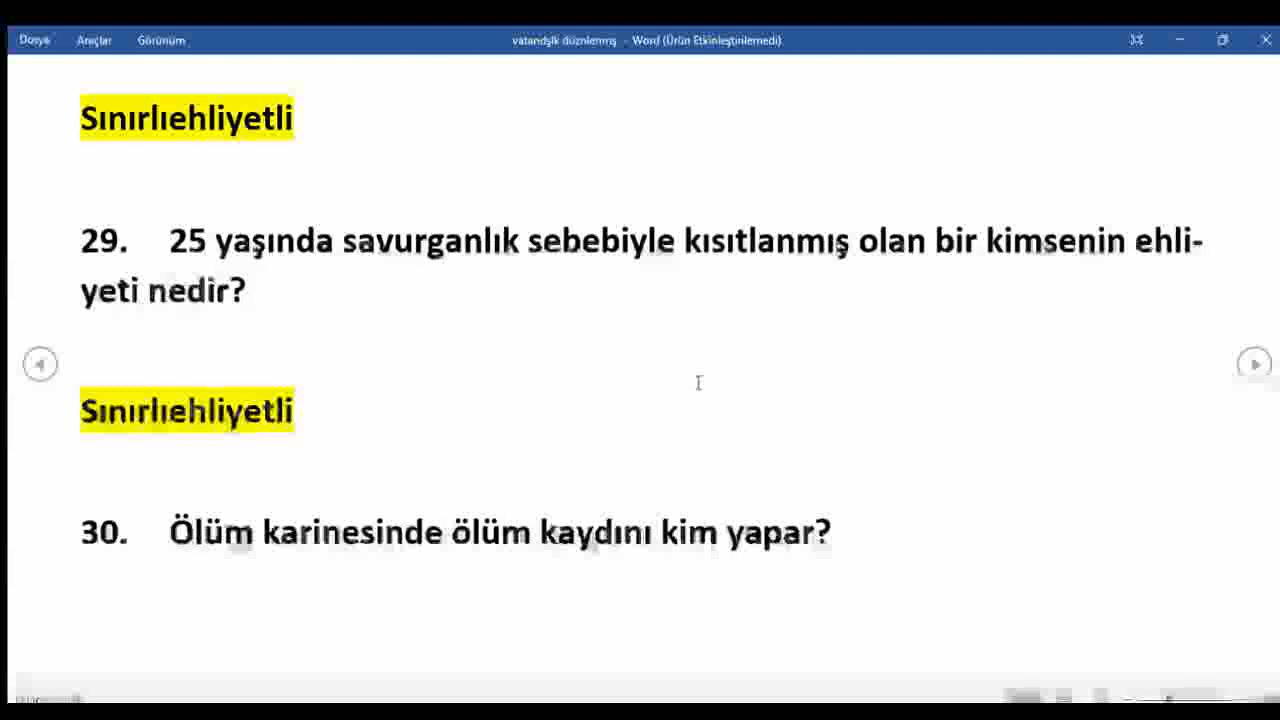 Dosya Araçlar Görünüm vatandşlk düznlenmş - Word (Ürün Etkinleştirilemedi)
Sınırlıehliyetli
29. 25 yaşında savurganlık sebebiyle kısıtlanmış olan bir kimsenin ehli-
yeti nedir?
Sınırlıehliyetli
30. Ölüm karinesinde ölüm kaydını kim yapar?